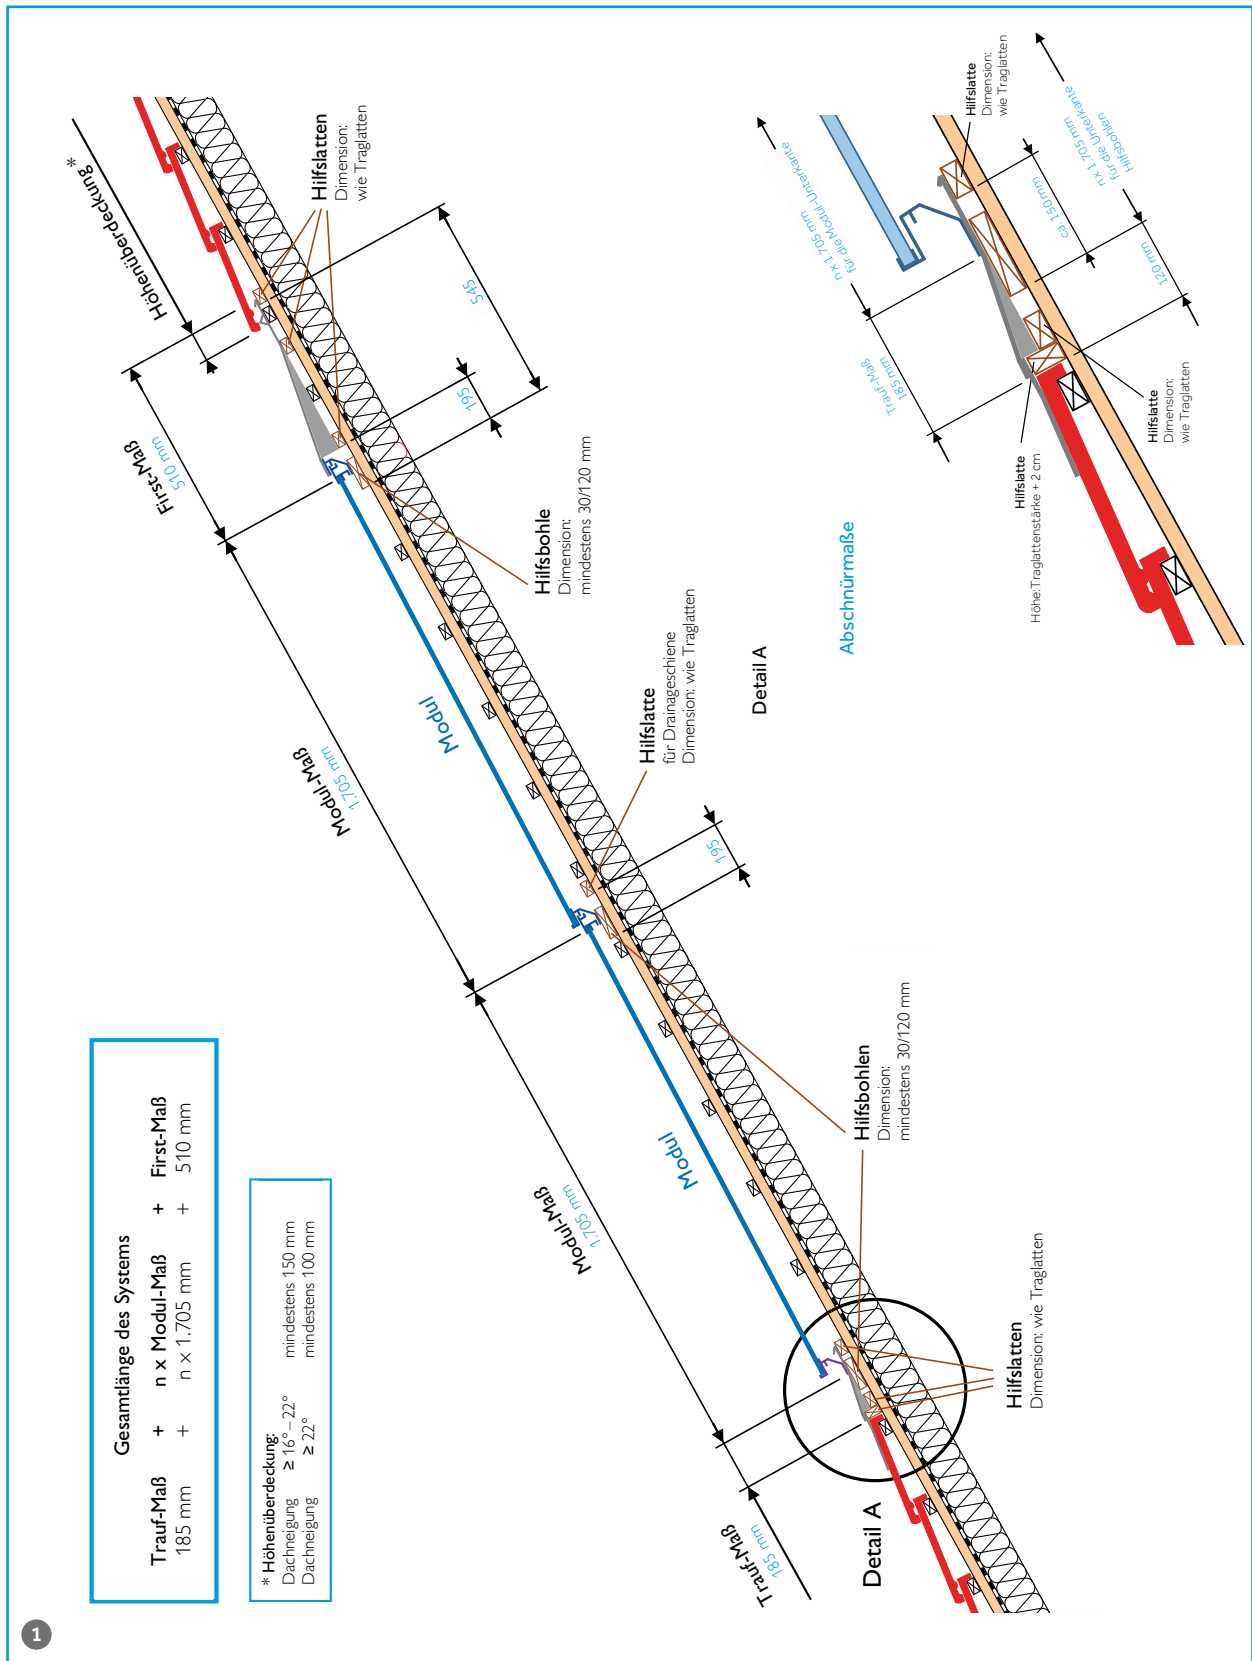 1
Gesamtlänge des Systems
Trauf-Maß + n x Modul-Maß + First-Maß
185 mm + n x 1.705 mm + 510 mm
* Höhenüberdeckung:
Dachneigung ≥ 16° – 22° mindestens 150 mm
Dachneigung ≥ 22° mindestens 100 mm
Trauf-Maß
185 mm
Modul-Maß
1.705 mm
Modul-Maß
1.705 mm
First-Maß
510 mm
Höhenüberdeckung*
Modul
Modul
Detail A
Hilfslatten
Dimension: wie Traglatten
Hilfsbohlen
Dimension:
mindestens 30/120 mm
195
Hilfslatte
für Drainageschiene
Dimension: wie Traglatten
Hilfsbohle
Dimension:
mindestens 30/120 mm
195
545
Hilfslatten
Dimension:
wie Traglatten
Detail A
Abschnürmaße
Trauf-Maß
185 mm
n x 1.705 mm
für die Modul-Unterkante
Hilfslatte
Höhe: Traglattenstärke + 2 cm
Hilfslatte
Dimension:
wie Traglatten
120 mm
ca. 150 mm
n x 1.705 mm
für die Unterkante
Hilfsbohlen
Hilfslatte
Dimension:
wie Traglatten